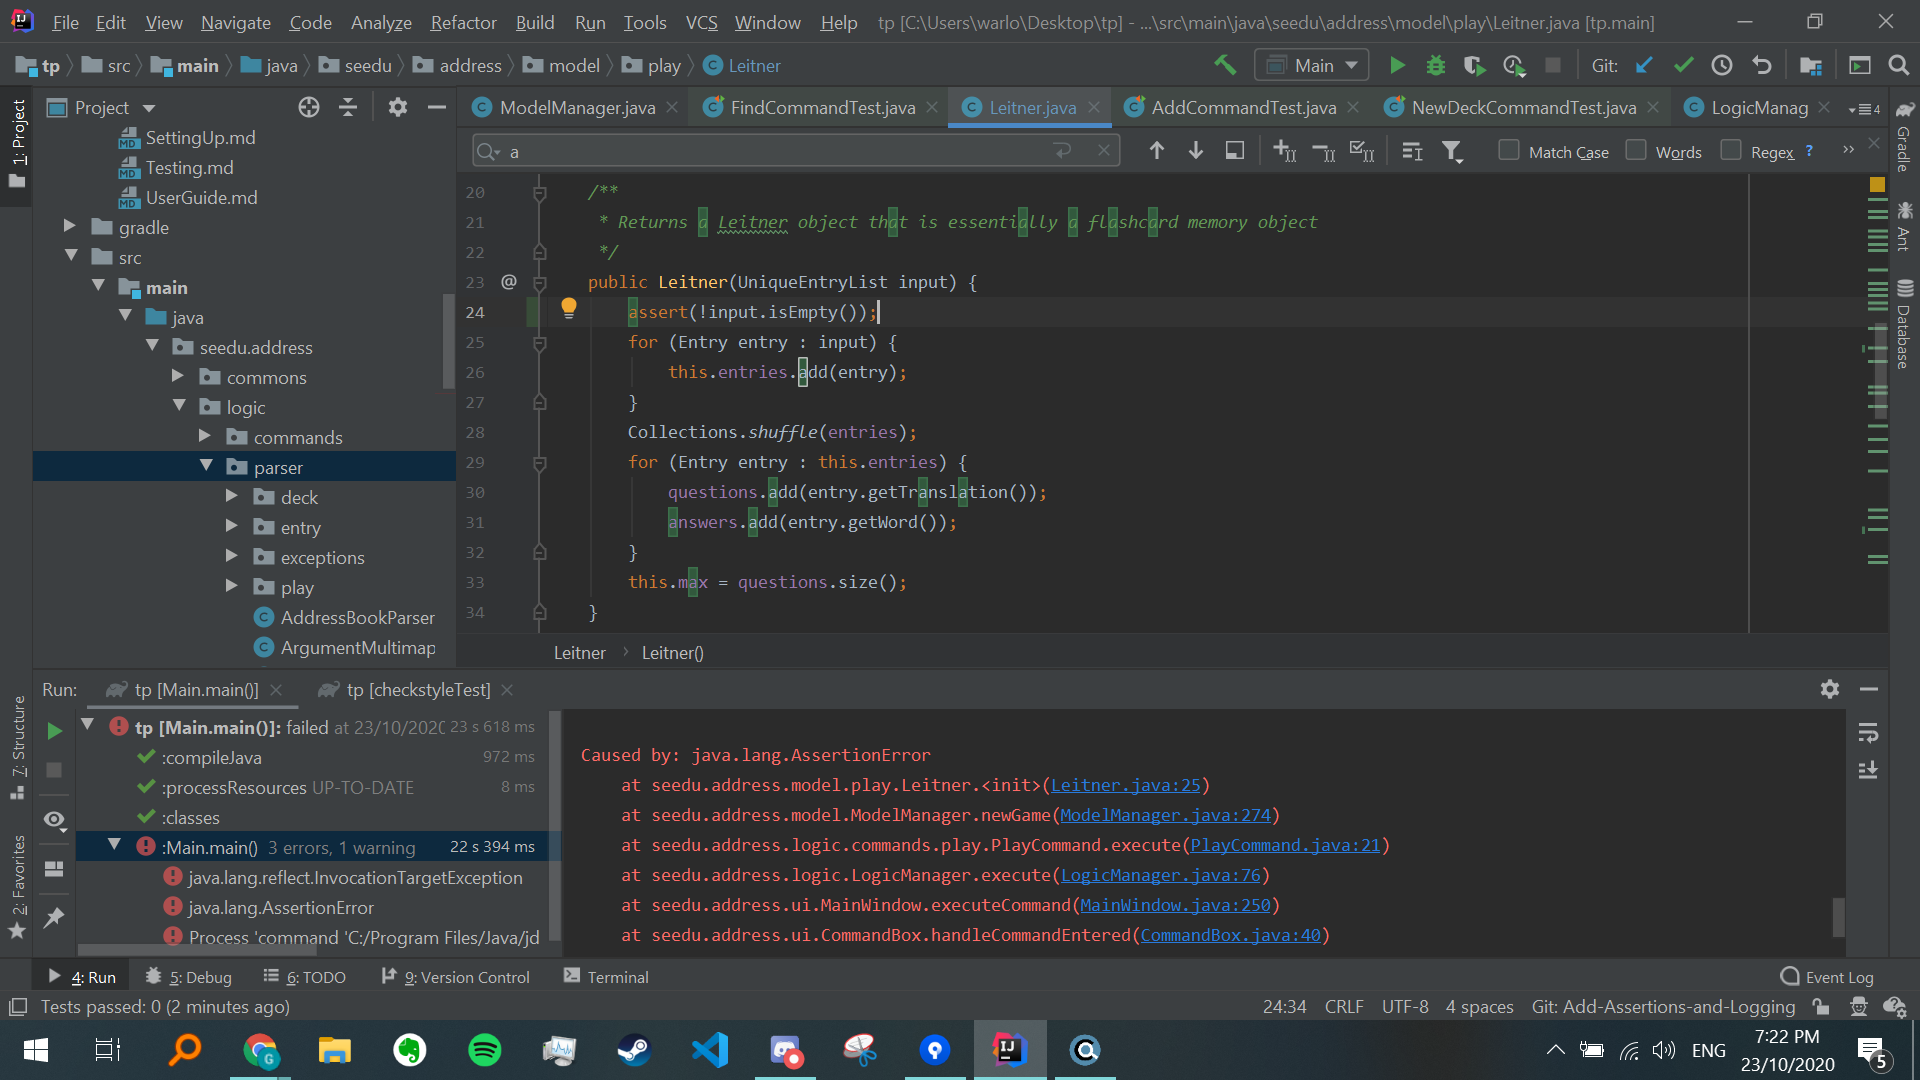 File Edit View Navigate Code Analyze Refactor Build Run Tools VCS Window Help tp [C:\Users\warlo\Desktop\tp] - ...\src\main\java\seedu\address\model\play\Leitner.java [tp.main]
tp src main java seedu address model play Leitner Main Git:
1: Project
Project
ModelManager.java FindCommandTest.java Leitner.java AddCommandTest.java NewDeckCommandTest.java LogicManag 4
a Match Case Words Regex ?
SettingUp.md
Testing.md
UserGuide.md
gradle
src
main
java
seedu.address
commons
logic
commands
parser
deck
entry
exceptions
play
AddressBookParser
ArgumentMultimap
20 /**
21 * Returns a Leitner object that is essentially a flashcard memory object
22 */
23 @ public Leitner(UniqueEntryList input) {
24 assert(!input.isEmpty());
25 for (Entry entry : input) {
26 this.entries.add(entry);
27 }
28 Collections.shuffle(entries);
29 for (Entry entry : this.entries) {
30 questions.add(entry.getTranslation());
31 answers.add(entry.getWord());
32 }
33 this.max = questions.size();
34 }
Leitner Leitner()
Gradle
Ant
Database
7: Structure
2: Favorites
Run: tp [Main.main()] tp [checkstyleTest]
tp [Main.main()]: failed at 23/10/2020 23 s 618 ms
:compileJava 972 ms
:processResources UP-TO-DATE 8 ms
:classes
:Main.main() 3 errors, 1 warning 22 s 394 ms
java.lang.reflect.InvocationTargetException
java.lang.AssertionError
Process 'command 'C:/Program Files/Java/jd
Caused by: java.lang.AssertionError
at seedu.address.model.play.Leitner.<init>(Leitner.java:25)
at seedu.address.model.ModelManager.newGame(ModelManager.java:274)
at seedu.address.logic.commands.play.PlayCommand.execute(PlayCommand.java:21)
at seedu.address.logic.LogicManager.execute(LogicManager.java:76)
at seedu.address.ui.MainWindow.executeCommand(MainWindow.java:250)
at seedu.address.ui.CommandBox.handleCommandEntered(CommandBox.java:40)
4: Run 5: Debug 6: TODO 9: Version Control Terminal Event Log
Tests passed: 0 (2 minutes ago) 24:34 CRLF UTF-8 4 spaces Git: Add-Assertions-and-Logging
ENG 7:22 PM
23/10/2020 5